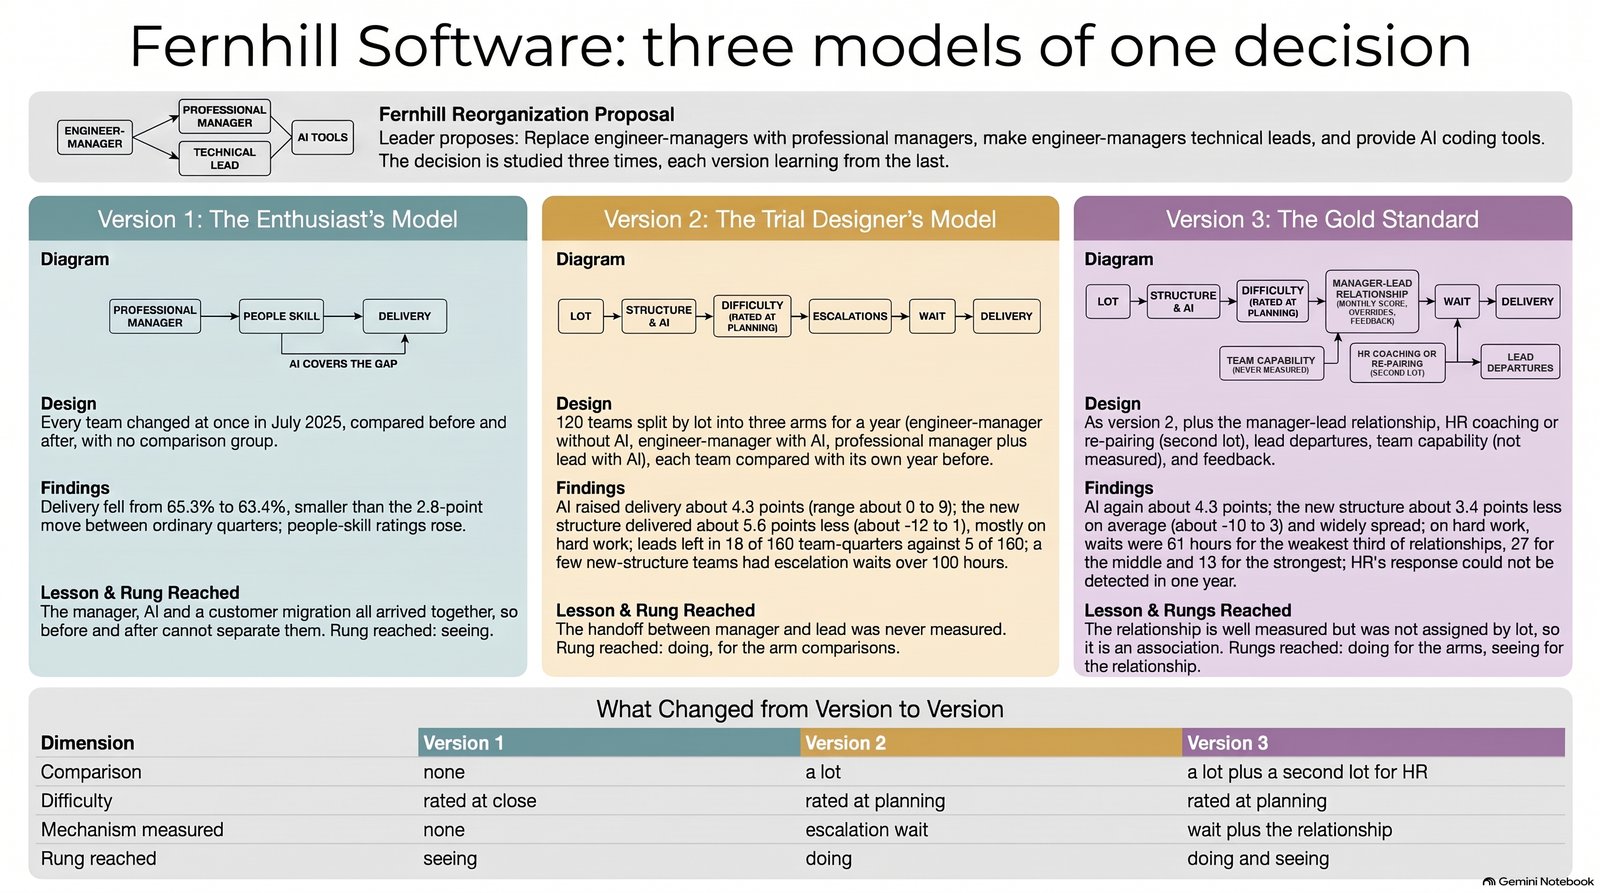 Fernhill Software: three models of one decision
ENGINEER-
MANAGER
PROFESSIONAL
MANAGER
TECHNICAL
LEAD
AI TOOLS
Fernhill Reorganization Proposal
Leader proposes: Replace engineer-managers with professional managers, make engineer-managers technical leads, and provide AI coding tools.
The decision is studied three times, each version learning from the last.
Version 1: The Enthusiast's Model
Diagram
PROFESSIONAL
MANAGER
PEOPLE SKILL
DELIVERY
AI COVERS THE GAP
Design
Every team changed at once in July 2025, compared before and
after, with no comparison group.
Findings
Delivery fell from 65.3% to 63.4%, smaller than the 2.8-point
move between ordinary quarters; people-skill ratings rose.
Lesson & Rung Reached
The manager, AI and a customer migration all arrived together, so
before and after cannot separate them. Rung reached: seeing.
Version 2: The Trial Designer's Model
Diagram
LOT
STRUCTURE
& AI
DIFFICULTY
(RATED AT
PLANNING)
ESCALATIONS
WAIT
DELIVERY
Design
120 teams split by lot into three arms for a year (engineer-manager
without AI, engineer-manager with AI, professional manager plus
lead with AI), each team compared with its own year before.
Findings
AI raised delivery about 4.3 points (range about 0 to 9); the new
structure delivered about 5.6 points less (about -12 to 1), mostly on
hard work; leads left in 18 of 160 team-quarters against 5 of 160; a
few new-structure teams had escelation waits over 100 hours.
Lesson & Rung Reached
The handoff between manager and lead was never measured.
Rung reached: doing, for the arm comparisons.
Version 3: The Gold Standard
Diagram
LOT
STRUCTURE
& AI
DIFFICULTY
(RATED AT
PLANNING)
MANAGER-LEAD
RELATIONSHIP
(MONTHLY SCORE,
OVERRIDES,
FEEDBACK)
WAIT
DELIVERY
TEAM CAPABILITY
(NEVER MEASURED)
HR COACHING OR
RE-PAIRING
(SECOND LOT)
LEAD
DEPARTURES
Design
As version 2, plus the manager-lead relationship, HR coaching or
re-pairing (second lot), lead departures, team capability (not
measured), and feedback.
Findings
AI again about 4.3 points; the new structure about 3.4 points less
on average (about -10 to 3) and widely spread; on hard work,
waits were 61 hours for the weakest third of relationships, 27 for
the middle and 13 for the strongest; HR's response could not be
detected in one year.
Lesson & Rungs Reached
The relationship is well measured but was not assigned by lot, so
it is an association. Rungs reached: doing for the arms, seeing for
the relationship.
What Changed from Version to Version
Dimension Version 1 Version 2 Version 3
Comparison none a lot a lot plus a second lot for HR
Difficulty rated at close rated at planning rated at planning
Mechanism measured none escalation wait wait plus the relationship
Rung reached seeing doing doing and seeing
Gemini Notebook